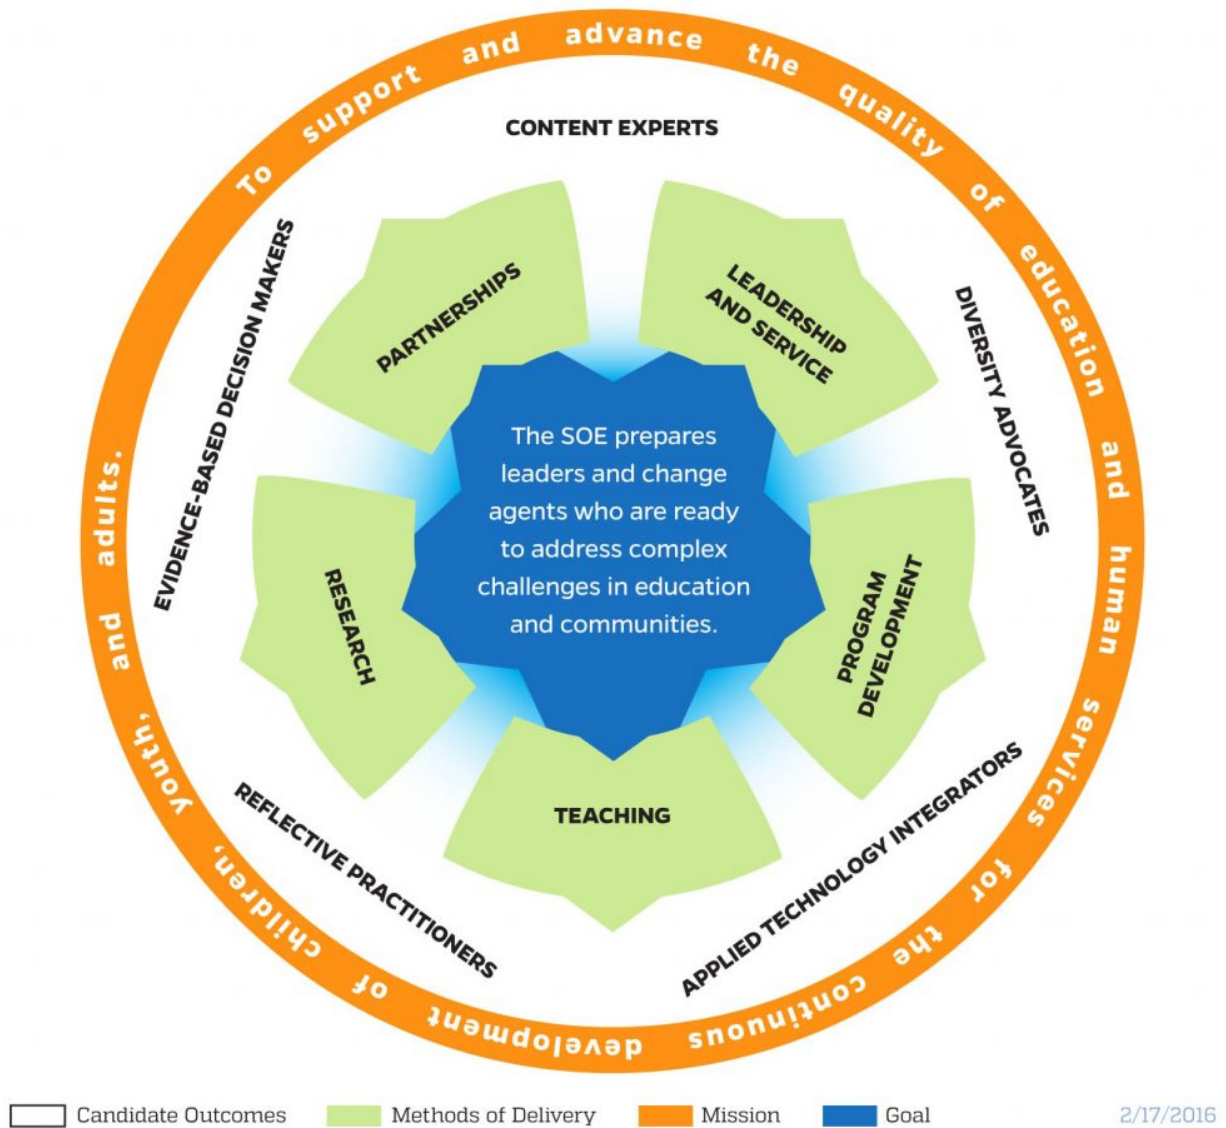 To support and advance the quality of education and human services for the continuous development of children, youth, and adults.
CONTENT EXPERTS
DIVERSITY ADVOCATES
APPLIED TECHNOLOGY INTEGRATORS
REFLECTIVE PRACTITIONERS
EVIDENCE-BASED DECISION MAKERS
PARTNERSHIPS
LEADERSHIP
AND SERVICE
PROGRAM
DEVELOPMENT
TEACHING
RESEARCH
The SOE prepares
leaders and change
agents who are ready
to address complex
challenges in education
and communities.
Candidate Outcomes
Methods of Delivery
Mission
Goal
2/17/2016